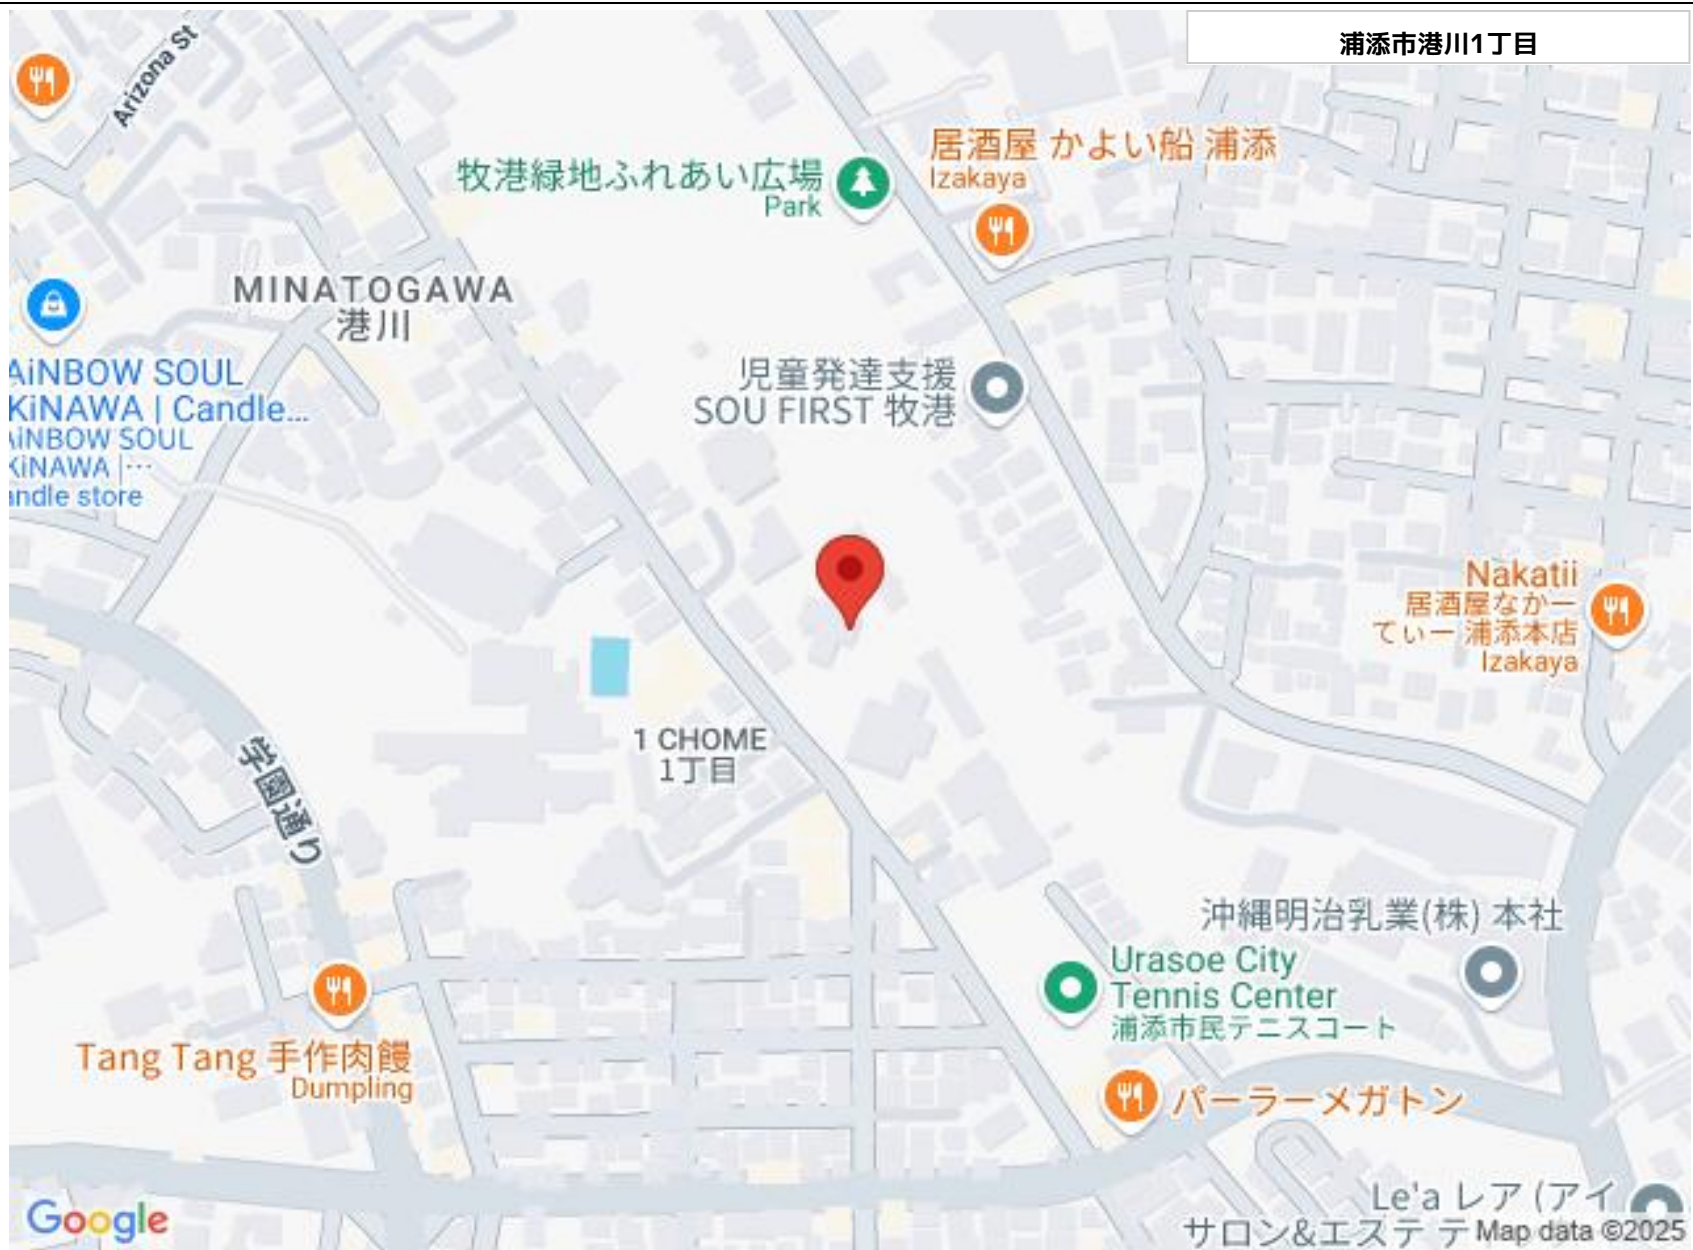 浦添市港川1丁目
Arizona St
居酒屋 かよい船 浦添
Izakaya
牧港緑地ふれあい広場
Park
MINATOGAWA
港川
AiNBOW SOUL
KiNAWA | Candle...
AiNBOW SOUL
KiNAWA |…
andle store
児童発達支援
SOU FIRST 牧港
Nakatii
居酒屋なかー
てぃー 浦添本店
Izakaya
1 CHOME
1丁目
学園通り
沖縄明治乳業(株) 本社
Urasoe City
Tennis Center
浦添市民テニスコート
Tang Tang 手作肉饅
Dumpling
パーラーメガトン
Le'a レア (アイ
サロン&エステ テ
Google
Map data ©2025